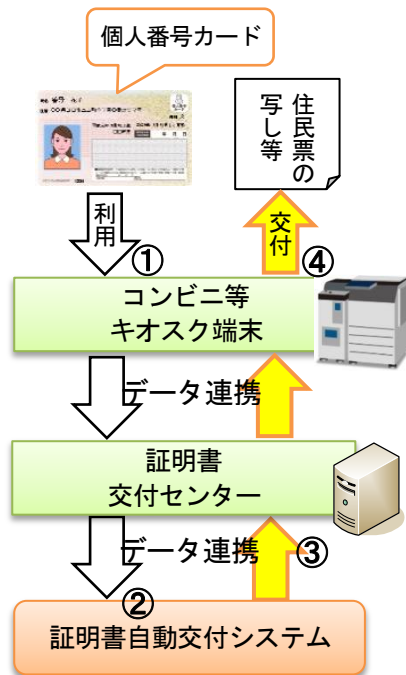 個人番号カード
住民票の
写し等
利用
①
交付
④
コンビニ等
キオスク端末
データ連携
証明書
交付センター
データ連携
③
②
証明書自動交付システム